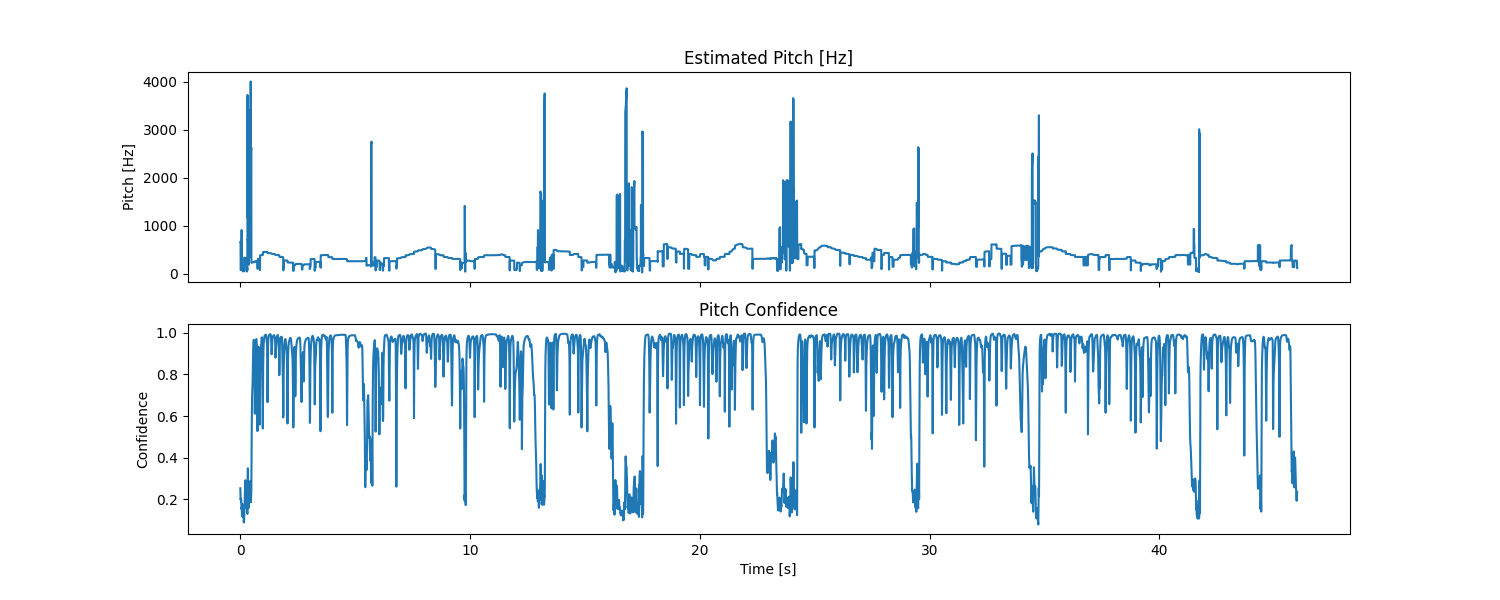 Estimated Pitch [Hz]
4000
3000
2000
1000
0
Pitch [Hz]
Pitch Confidence
1.0
0.8
0.6
0.4
0.2
Confidence
0 10 20 30 40
Time [s]